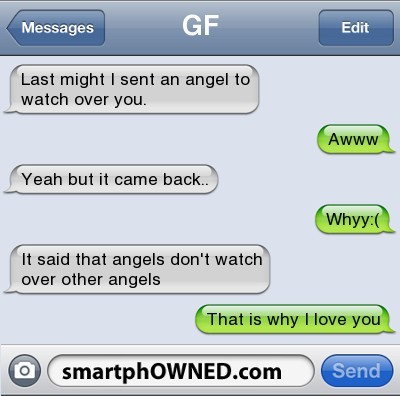 Messages
GF
Edit
Last might I sent an angel to
watch over you.
Awww
Yeah but it came back..
Whyy:(
It said that angels don't watch
over other angels
That is why I love you
smartphOWNED.com
Send